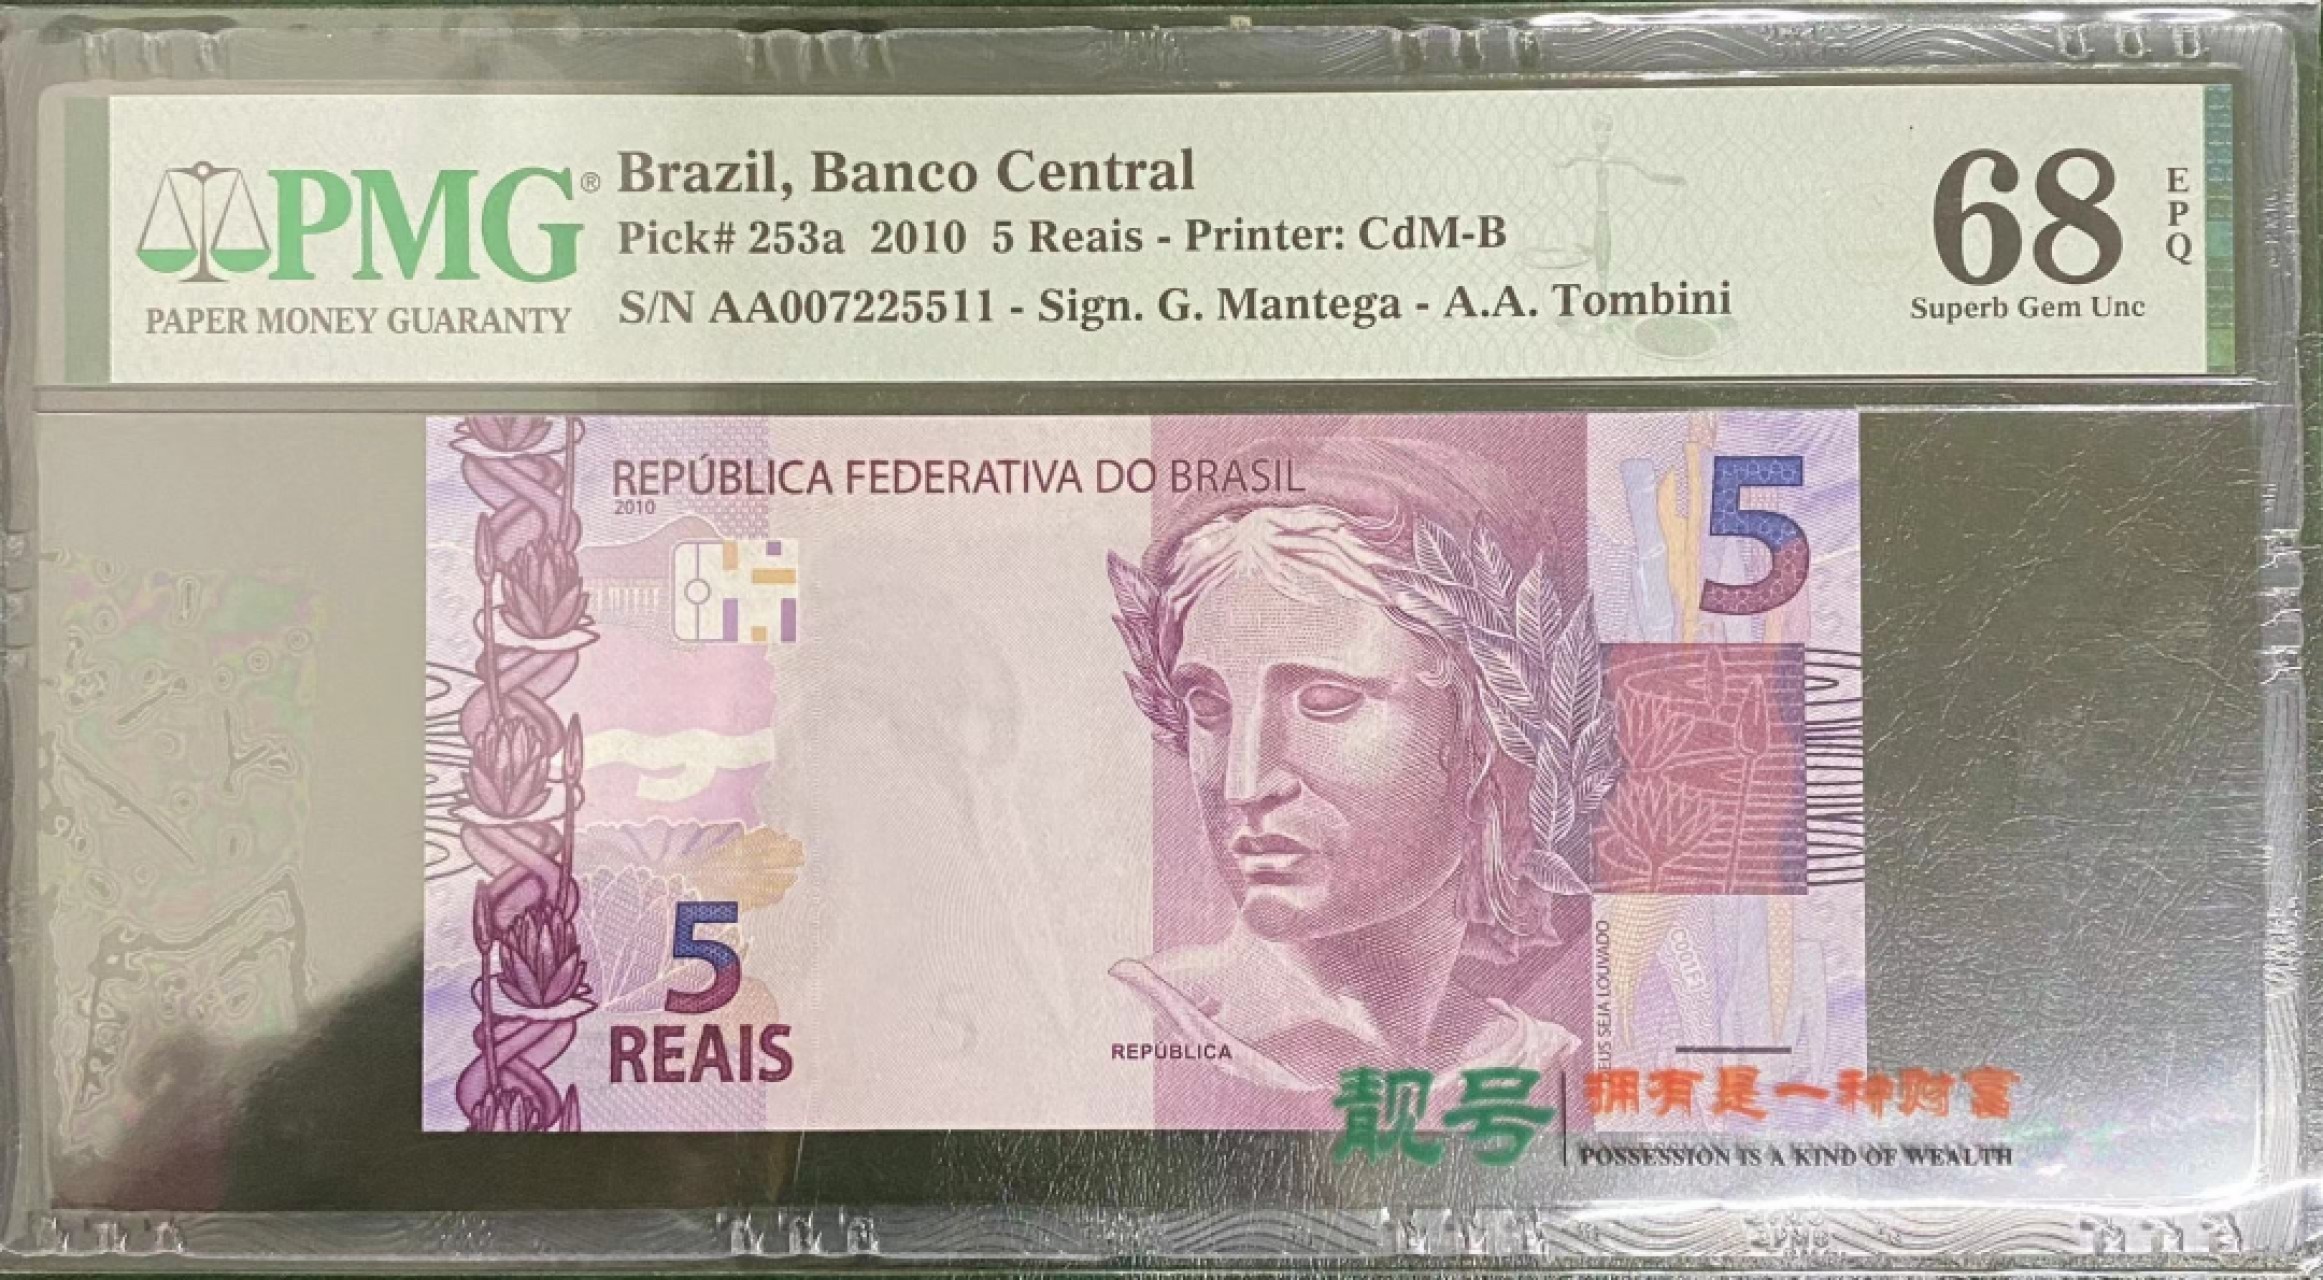 PMG®
PAPER MONEY GUARANTY
Brazil, Banco Central
Pick# 253a 2010 5 Reais - Printer: CdM-B
S/N AA007225511 - Sign. G. Mantega - A.A. Tombini
68
EPQ
Superb Gem Unc
REPÚBLICA FEDERATIVA DO BRASIL
2010
5
5
REAIS
REPÚBLICA
SEJA LOUVADO
靓号
拥有是一种财富
POSSESSION IS A KIND OF WEALTH